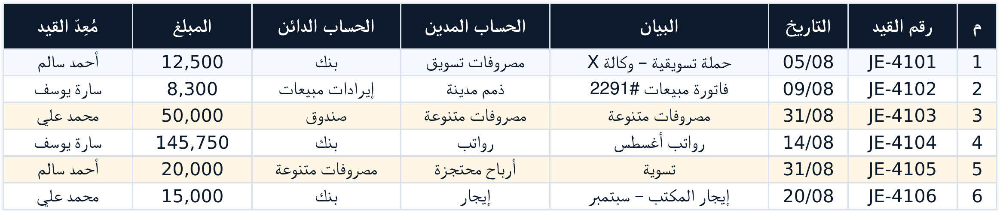 م رقم القيد التاريخ البيان الحساب المدين الحساب الدائن المبلغ مُعِدّ القيد
1 JE-4101 05/08 حملة تسويقية – وكالة X مصروفات تسويق بنك 12,500 أحمد سالم
2 JE-4102 09/08 فاتورة مبيعات #2291 ذمم مدينة إيرادات مبيعات 8,300 سارة يوسف
3 JE-4103 31/08 مصروفات متنوعة مصروفات متنوعة صندوق 50,000 محمد علي
4 JE-4104 14/08 رواتب أغسطس رواتب بنك 145,750 سارة يوسف
5 JE-4105 31/08 تسوية أرباح محتجزة مصروفات متنوعة 20,000 أحمد سالم
6 JE-4106 20/08 إيجار المكتب – سبتمبر إيجار بنك 15,000 محمد علي